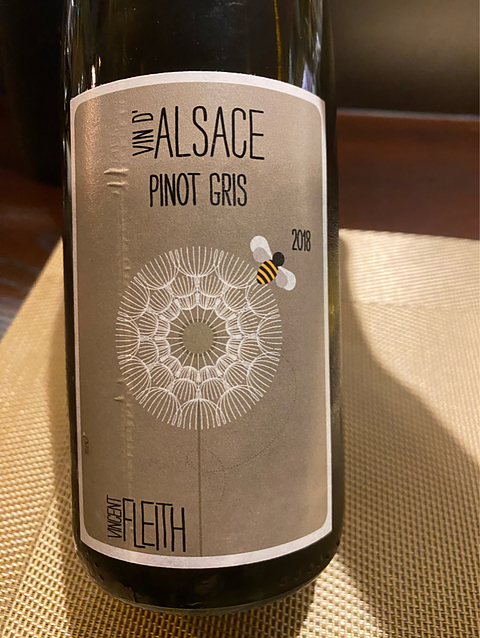 VIN D' ALSACE
PINOT GRIS
2018
VINCENT FLEITH